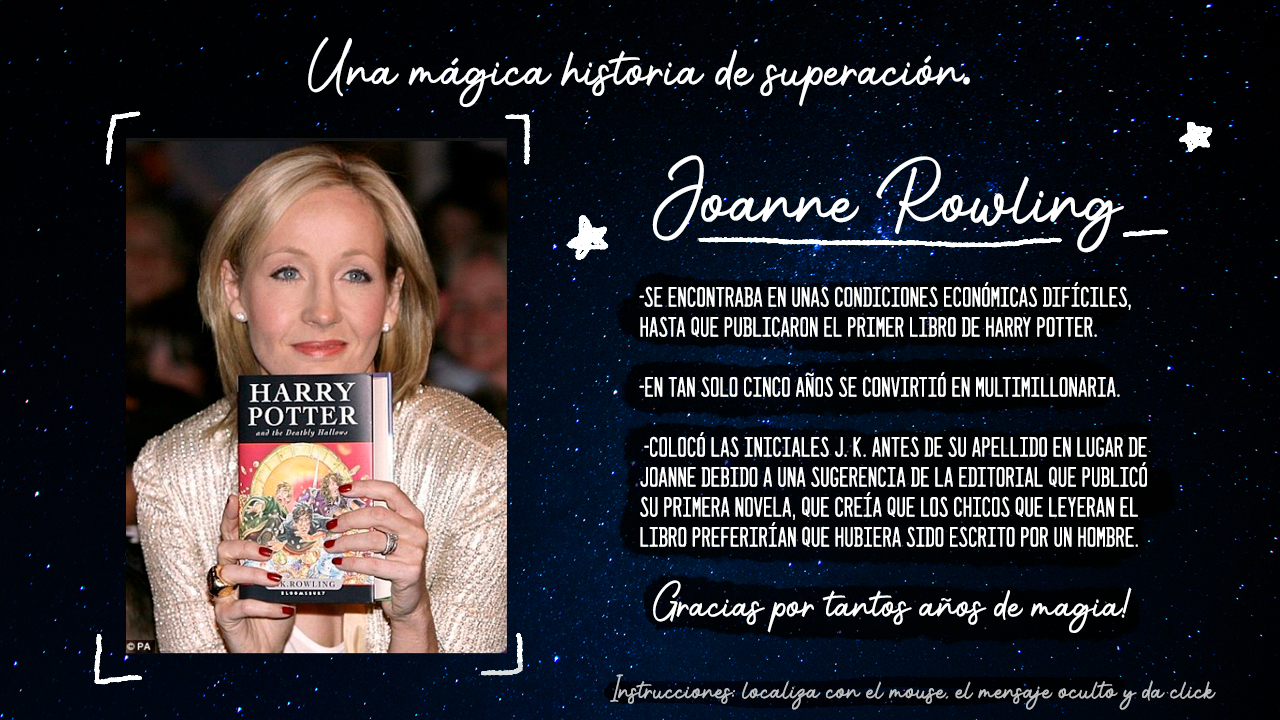 Una mágica historia de superación.
Joanne Rowling_
-SE ENCONTRABA EN UNAS CONDICIONES ECONÓMICAS DIFÍCILES,
HASTA QUE PUBLICARON EL PRIMER LIBRO DE HARRY POTTER.
-EN TAN SOLO CINCO AÑOS SE CONVIRTIÓ EN MULTIMILLONARIA.
-COLOCÓ LAS INICIALES J. K. ANTES DE SU APELLIDO EN LUGAR DE
JOANNE DEBIDO A UNA SUGERENCIA DE LA EDITORIAL QUE PUBLICÓ
SU PRIMERA NOVELA, QUE CREÍA QUE LOS CHICOS QUE LEYERAN EL
LIBRO PREFERIRÍAN QUE HUBIERA SIDO ESCRITO POR UN HOMBRE.
Gracias por tantos años de magia!
Instrucciones: localiza con el mouse, el mensaje oculto y da click
HARRY
POTTER
and the Deathly Hallows
K.ROWLING
BLOOMSBURY
© PA